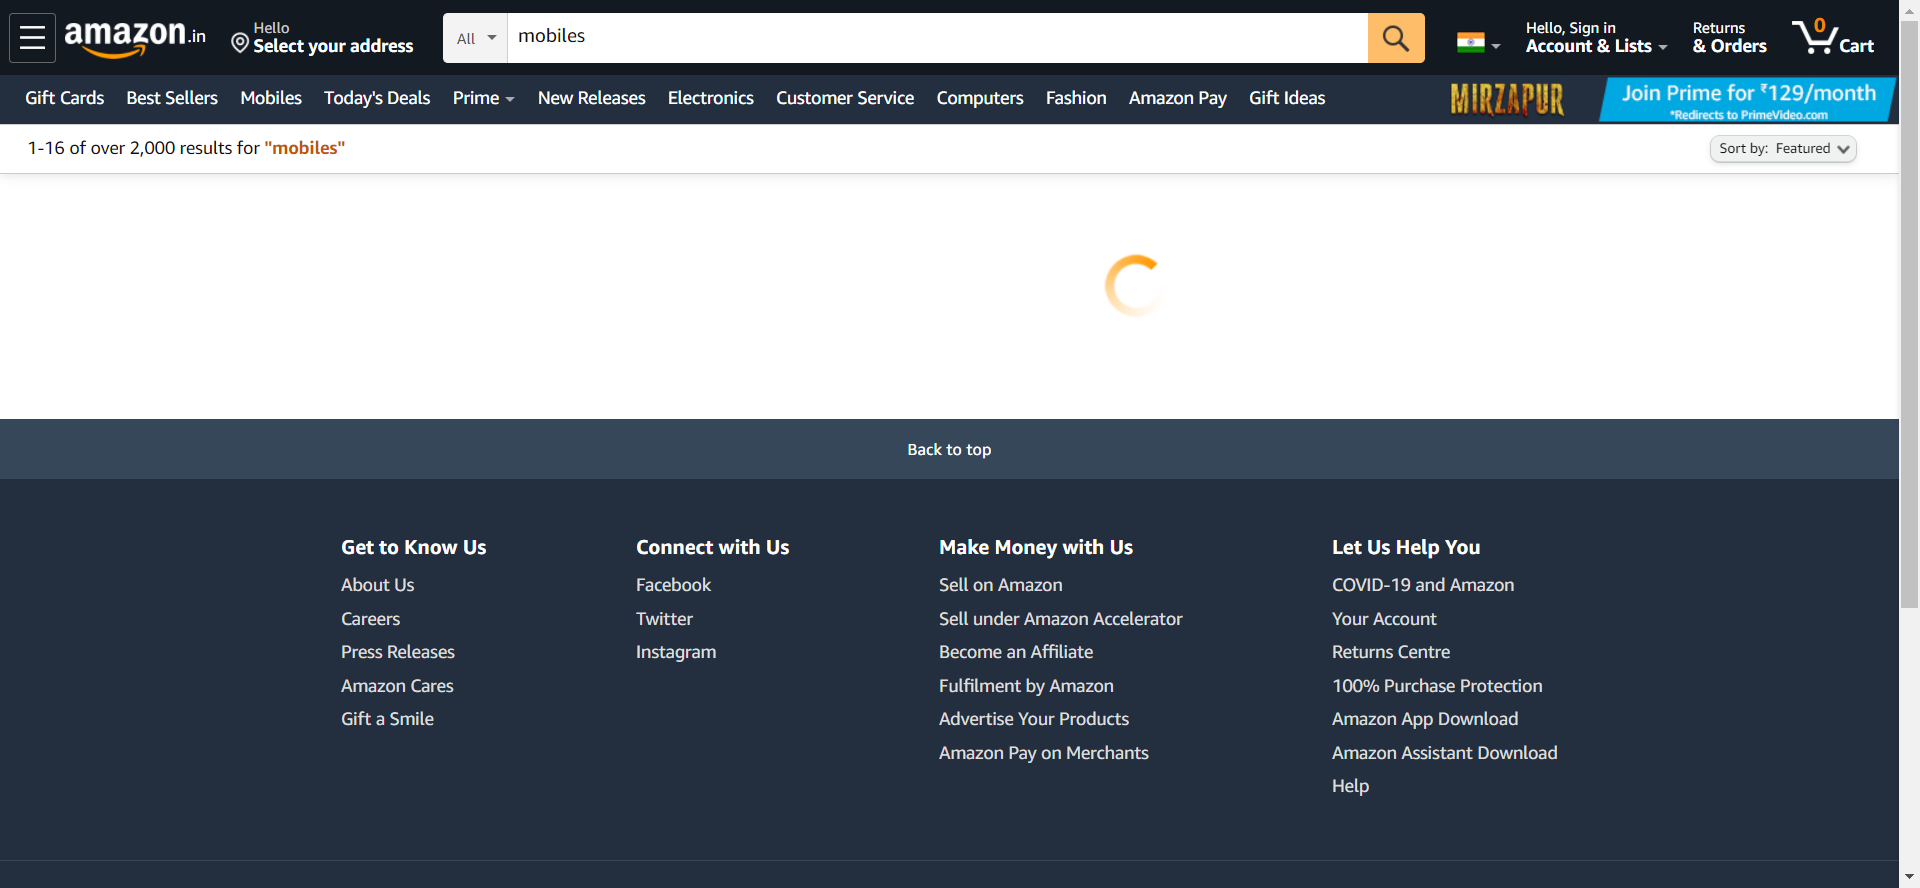 amazon.in
Hello
Select your address
All
mobiles
Hello, Sign in
Account & Lists
Returns
& Orders
0
Cart
Gift Cards
Best Sellers
Mobiles
Today's Deals
Prime
New Releases
Electronics
Customer Service
Computers
Fashion
Amazon Pay
Gift Ideas
MIRZAPUR
Join Prime for ₹129/month
*Redirects to PrimeVideo.com
1-16 of over 2,000 results for "mobiles"
Sort by: Featured
Back to top
Get to Know Us
About Us
Careers
Press Releases
Amazon Cares
Gift a Smile
Connect with Us
Facebook
Twitter
Instagram
Make Money with Us
Sell on Amazon
Sell under Amazon Accelerator
Become an Affiliate
Fulfilment by Amazon
Advertise Your Products
Amazon Pay on Merchants
Let Us Help You
COVID-19 and Amazon
Your Account
Returns Centre
100% Purchase Protection
Amazon App Download
Amazon Assistant Download
Help